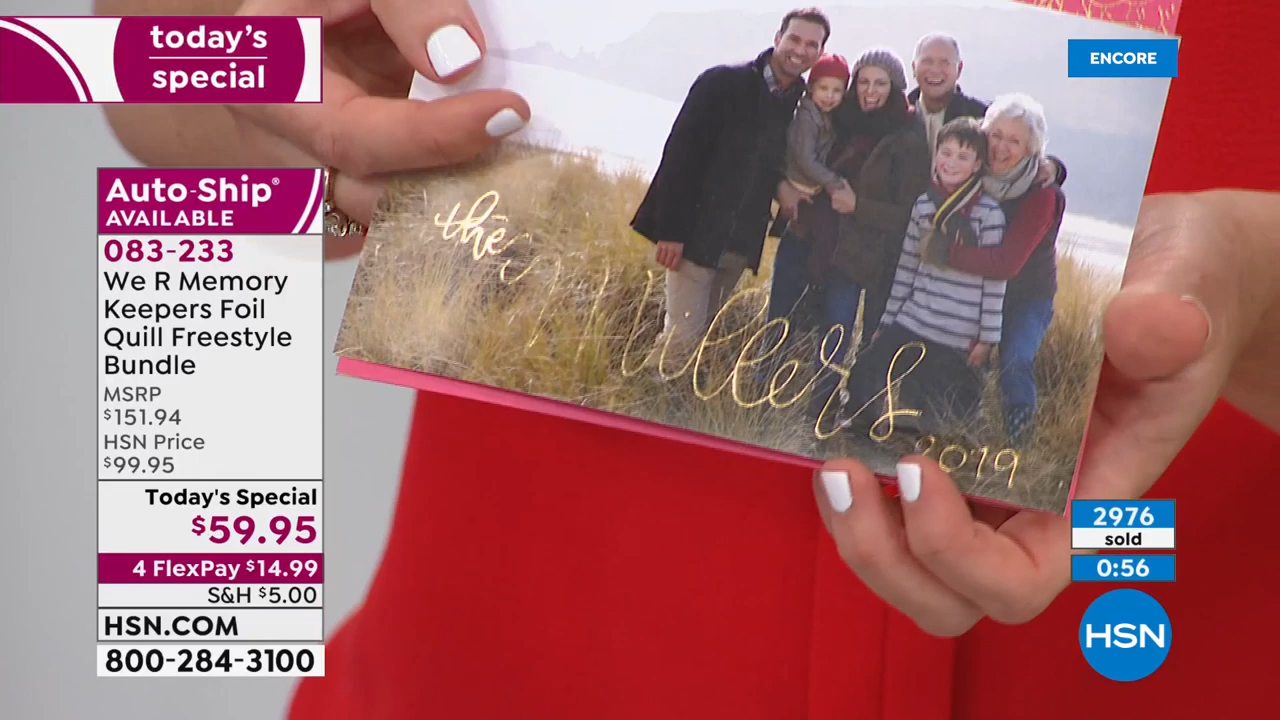 today's
special
ENCORE
Auto-Ship®
AVAILABLE
083-233
We R Memory
Keepers Foil
Quill Freestyle
Bundle
MSRP
$151.94
HSN Price
$99.95
Today's Special
$59.95
4 FlexPay $14.99
S&H $5.00
HSN.COM
800-284-3100
the
Millers
2019
2976
sold
0:56
HSN